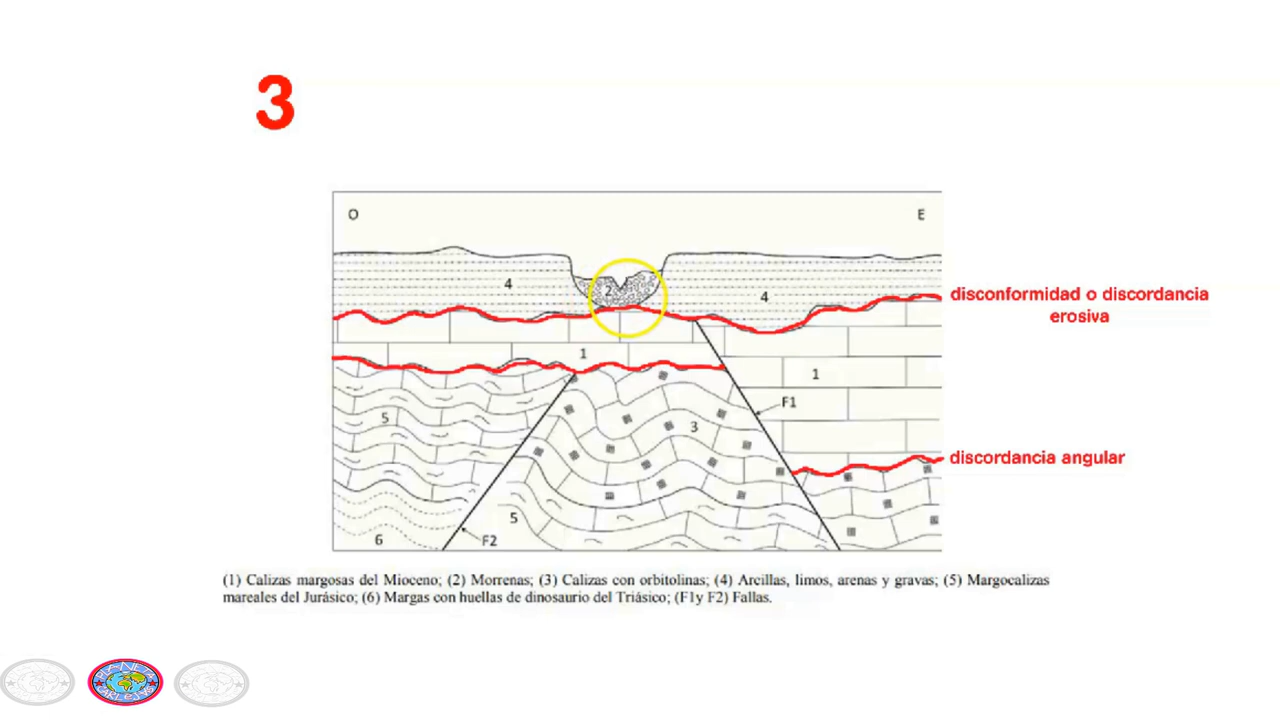 3
O
E
4
2
4
disconformidad o discordancia
erosiva
1
1
F1
5
3
discordancia angular
5
6
F2
(1) Calizas margosas del Mioceno; (2) Morrenas; (3) Calizas con orbitolinas; (4) Arcillas, limos, arenas y gravas; (5) Margocalizas
mareales del Jurásico; (6) Margas con huellas de dinosaurio del Triásico; (F1y F2) Fallas.
PLANETA
CARLEJVS